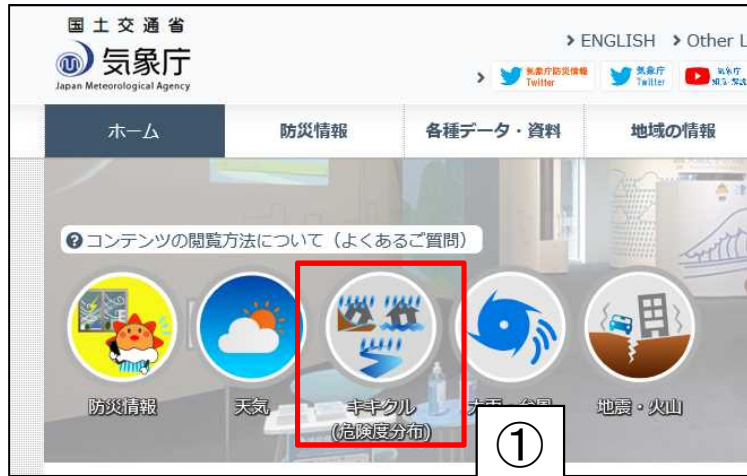 国土交通省
気象庁
Japan Meteorological Agency
ENGLISH Other L
気象庁防災情報 Twitter
気象庁 Twitter
ホーム 防災情報 各種データ・資料 地域の情報
コンテンツの閲覧方法について（よくあるご質問）
防災情報 天気 キキクル 地震・火山
(危険度分布)
①